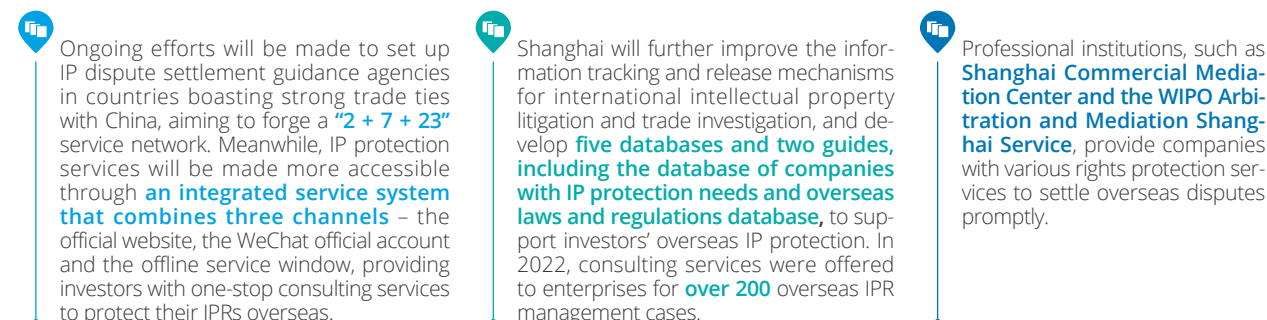 Ongoing efforts will be made to set up
IP dispute settlement guidance agencies
in countries boasting strong trade ties
with China, aiming to forge a “2 + 7 + 23”
service network. Meanwhile, IP protection
services will be made more accessible
through an integrated service system
that combines three channels – the
official website, the WeChat official account
and the offline service window, providing
investors with one-stop consulting services
to protect their IPRs overseas.
Shanghai will further improve the infor-
mation tracking and release mechanisms
for international intellectual property
litigation and trade investigation, and de-
velop five databases and two guides,
including the database of companies
with IP protection needs and overseas
laws and regulations database, to sup-
port investors’ overseas IP protection. In
2022, consulting services were offered
to enterprises for over 200 overseas IPR
management cases.
Professional institutions, such as
Shanghai Commercial Media-
tion Center and the WIPO Arbi-
tration and Mediation Shang-
hai Service, provide companies
with various rights protection ser-
vices to settle overseas disputes
promptly.